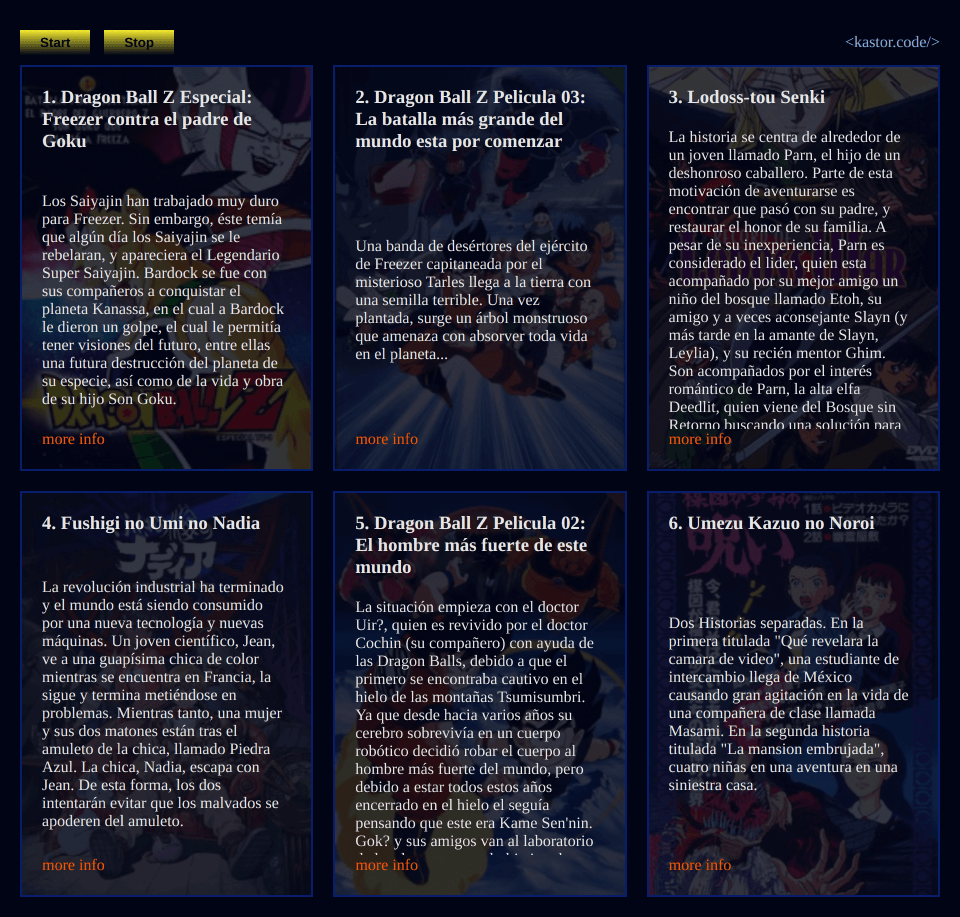 Start
Stop
<kastor.code/>
1. Dragon Ball Z Especial:
Freezer contra el padre de
Goku
Los Saiyajin han trabajado muy duro
para Freezer. Sin embargo, éste temía
que algún día los Saiyajin se le
rebelaran, y apareciera el Legendario
Super Saiyajin. Bardock se fue con
sus compañeros a conquistar el
planeta Kanassa, en el cual a Bardock
le dieron un golpe, el cual le permitía
tener visiones del futuro, entre ellas
una futura destrucción del planeta de
su especie, así como de la vida y obra
de su hijo Son Goku.
more info
2. Dragon Ball Z Pelicula 03:
La batalla más grande del
mundo esta por comenzar
Una banda de desértores del ejército
de Freezer capitaneada por el
misterioso Tarles llega a la tierra con
una semilla terrible. Una vez
plantada, surge un árbol monstruoso
que amenaza con absorver toda vida
en el planeta...
more info
3. Lodoss-tou Senki
La historia se centra de alrededor de
un joven llamado Parn, el hijo de un
deshonroso caballero. Parte de esta
motivación de aventurarse es
encontrar que pasó con su padre, y
restaurar el honor de su familia. A
pesar de su inexperiencia, Parn es
considerado el lider, quien esta
acompañado por su mejor amigo un
niño del bosque llamado Etoh, su
amigo y a veces aconsejante Slayn (y
más tarde en la amante de Slayn,
Leylia), y su recién mentor Ghim.
Son acompañados por el interés
romántico de Parn, la alta elfa
Deedlit, quien viene del Bosque sin
Retorno buscando una solución para
more info
DVD
4. Fushigi no Umi no Nadia
ナディア
La revolución industrial ha terminado
y el mundo está siendo consumido
por una nueva tecnología y nuevas
máquinas. Un joven científico, Jean,
ve a una guapísima chica de color
mientras se encuentra en Francia, la
sigue y termina metiéndose en
problemas. Mientras tanto, una mujer
y sus dos matones están tras el
amuleto de la chica, llamado Piedra
Azul. La chica, Nadia, escapa con
Jean. De esta forma, los dos
intentarán evitar que los malvados se
apoderen del amuleto.
more info
5. Dragon Ball Z Pelicula 02:
El hombre más fuerte de este
mundo
La situación empieza con el doctor
Uir?, quien es revivido por el doctor
Cochin (su compañero) con ayuda de
las Dragon Balls, debido a que el
primero se encontraba cautivo en el
hielo de las montañas Tsumisumbri.
Ya que desde hacia varios años su
cerebro sobrevivía en un cuerpo
robótico decidió robar el cuerpo al
hombre más fuerte del mundo, pero
debido a estar todos estos años
encerrado en el hielo el seguía
pensando que este era Kame Sen'nin.
Gok? y sus amigos van al laboratorio
more info
6. Umezu Kazuo no Noroi
Dos Historias separadas. En la
primera titulada "Qué revelara la
camara de video", una estudiante de
intercambio llega de México
causando gran agitación en la vida de
una compañera de clase llamada
Masami. En la segunda historia
titulada "La mansion embrujada",
cuatro niñas en una aventura en una
siniestra casa.
more info